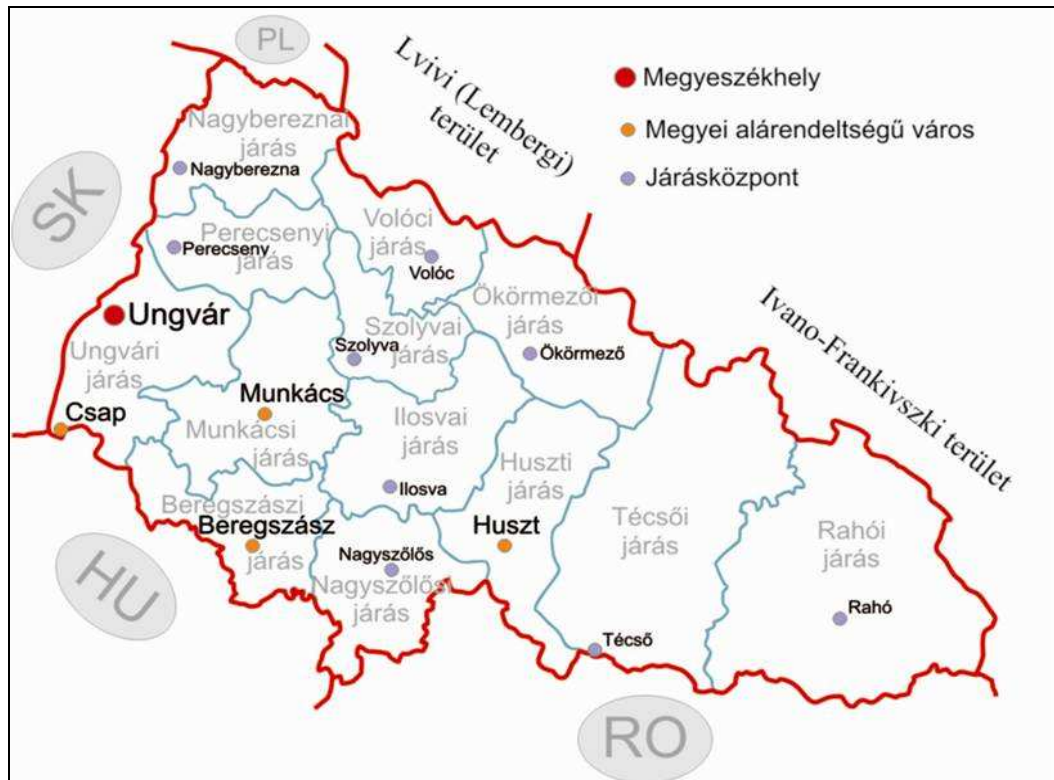 PL
Lvivi (Lembergi)
terület
Megyeszékhely
Megyei alárendeltségű város
Járásközpont
SK
Nagybereznai
járás
Nagyberezna
Perecsenyi
járás
Perecseny
Volóci
járás
Volóc
Ungvár
Ungvári
járás
Szolyvai
járás
Szolyva
Ökörmezői
járás
Ökörmező
Ivano-Frankivszki terület
Csap
Munkács
Munkácsi
járás
Ilosvai
járás
Ilosva
Huszti
járás
Huszt
Beregszászi
Beregszász
járás
Nagyszőlős
Nagyszőlősi
járás
Técsői
járás
Técső
Rahói
járás
Rahó
HU
RO